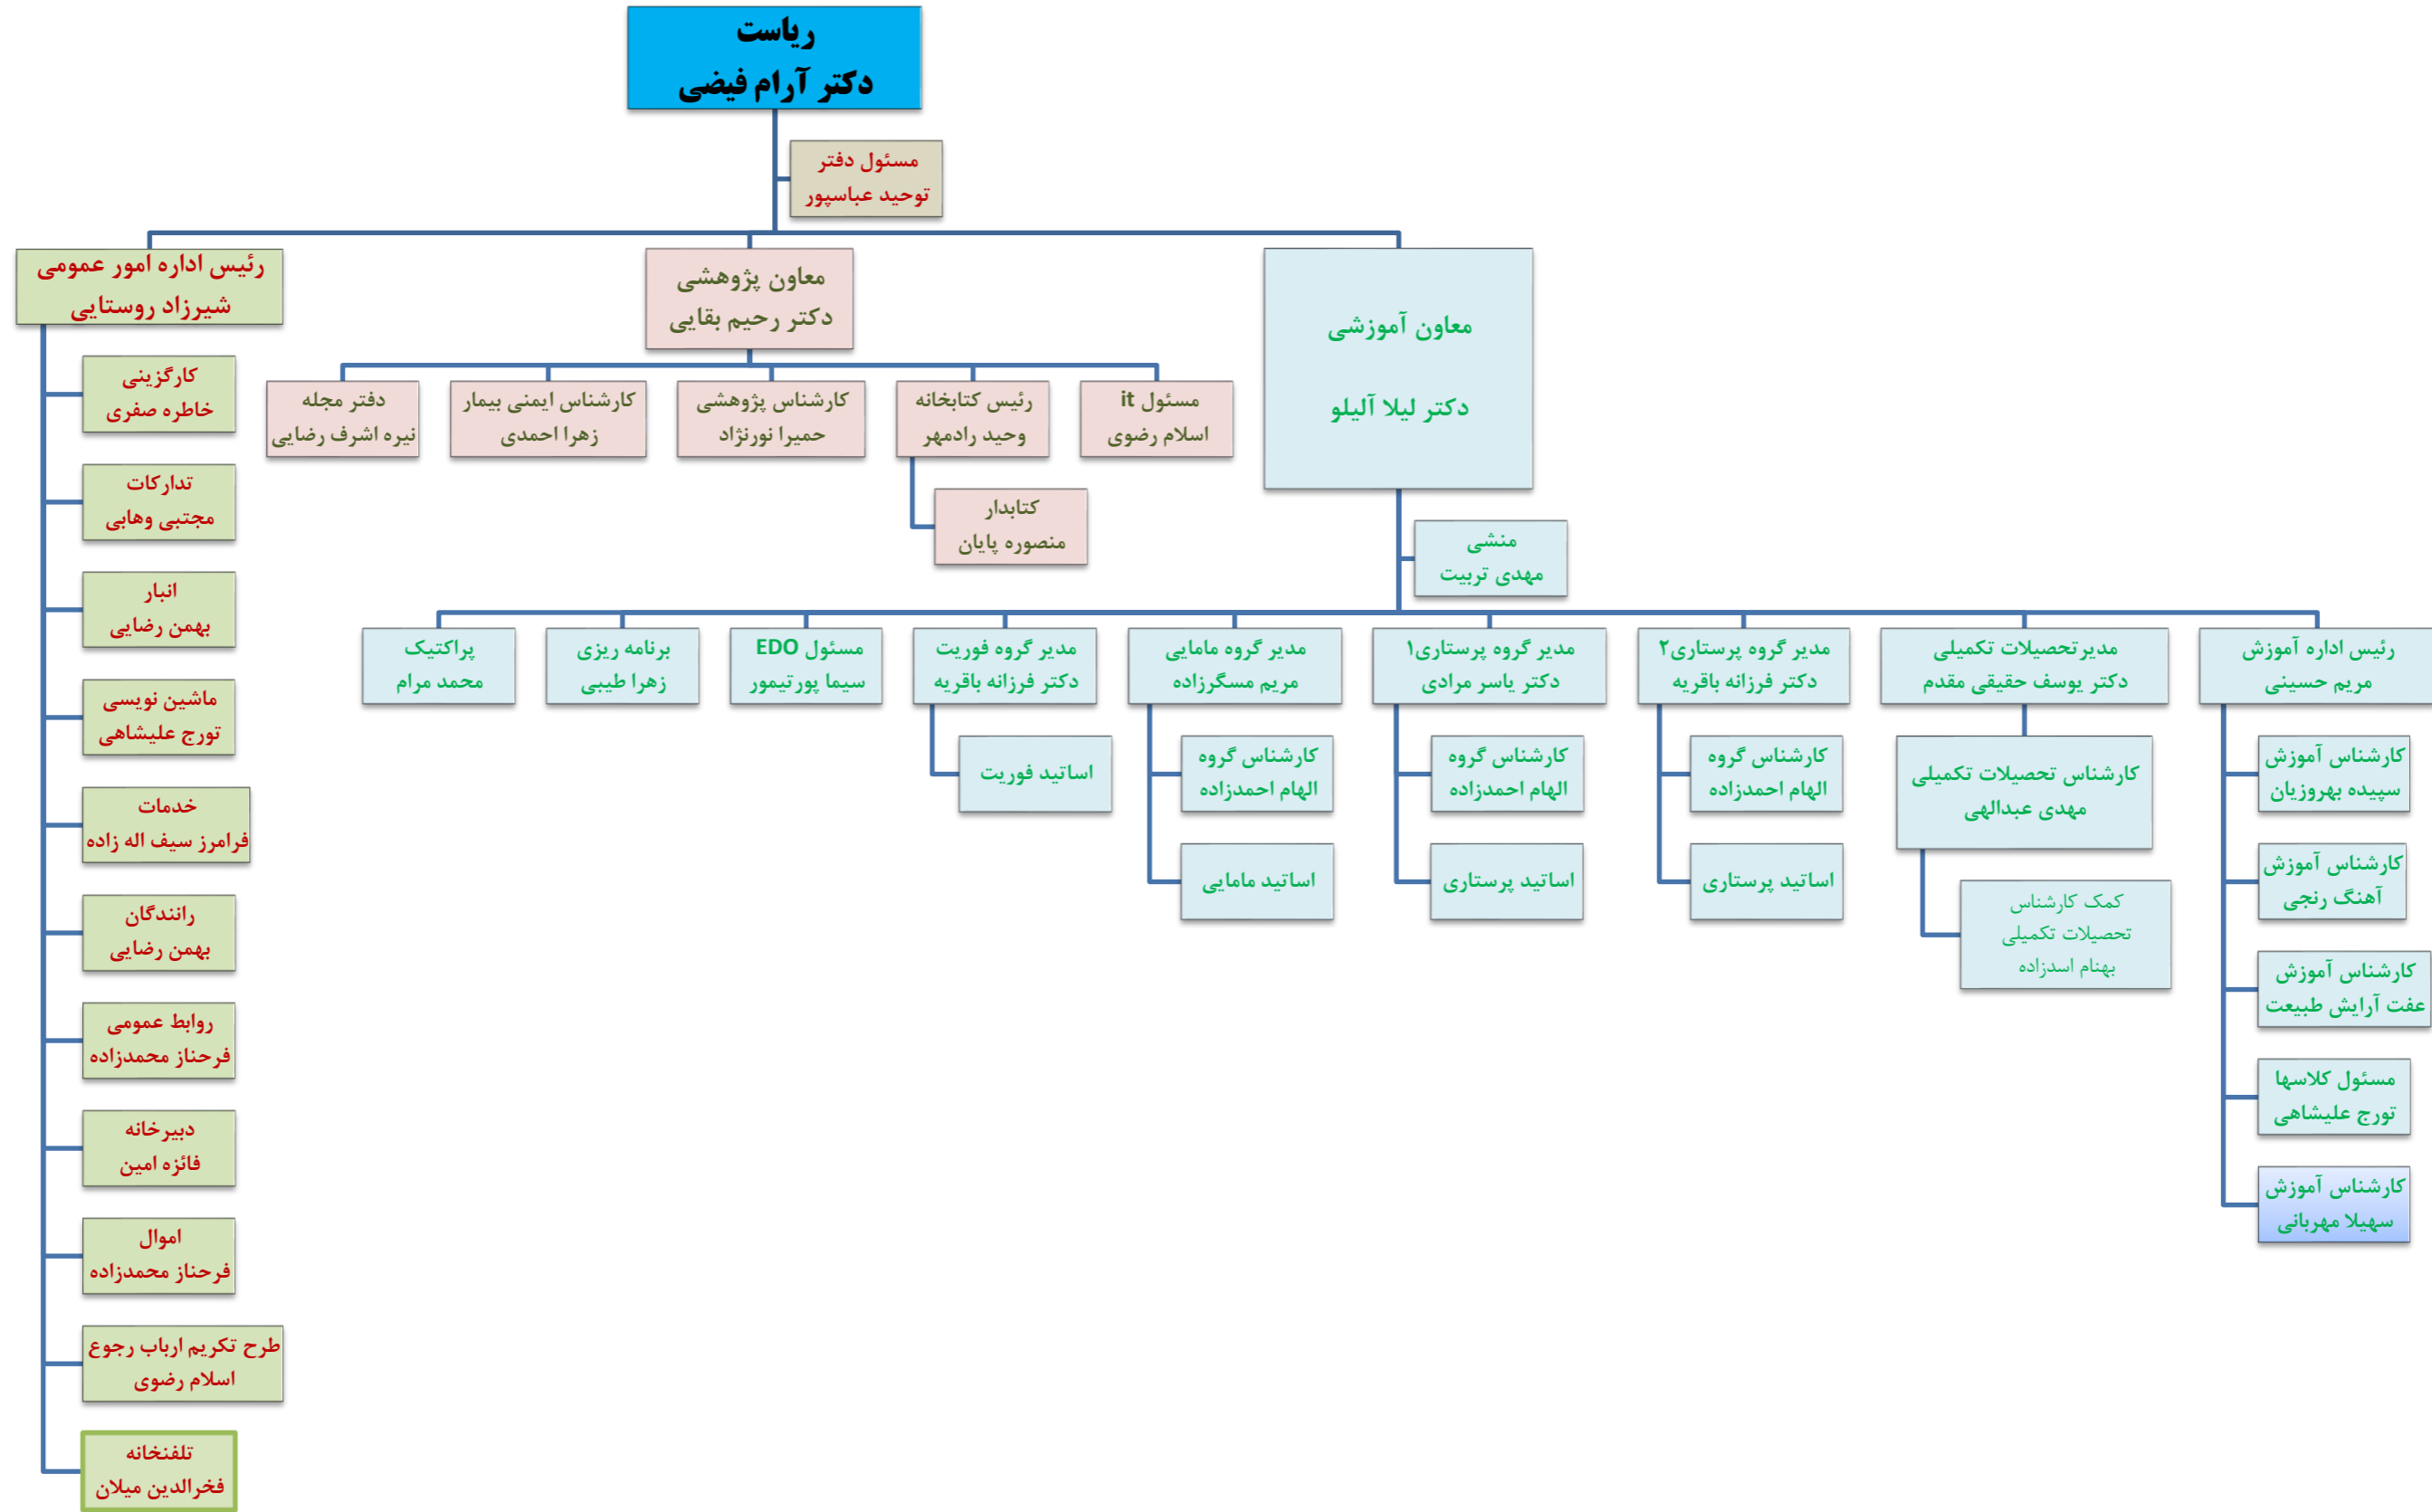 ریاست
دکتر آرام فیضی
مسئول دفتر
توحید عباسپور
معاون آموزشی
دکتر لیلا آلیلو
معاون پژوهشی
دکتر رحیم بقایی
رئیس اداره امور عمومی
شیرزاد روستایی
مسئول it
اسلام رضوی
رئیس کتابخانه
وحید رادمهر
کارشناس پژوهشی
حمیرا نورنژاد
کارشناس ایمنی بیمار
زهرا احمدی
دفتر مجله
نیره اشرف رضایی
کتابدار
منصوره پایان
منشی
مهدی تربیت
رئیس اداره آموزش
مریم حسینی
مدیرتحصیلات تکمیلی
دکتر یوسف حقیقی مقدم
مدیر گروه پرستاری۲
دکتر فرزانه باقریه
مدیر گروه پرستاری۱
دکتر یاسر مرادی
مدیر گروه مامایی
مریم مسگرزاده
مدیر گروه فوریت
دکتر فرزانه باقریه
مسئول EDO
سیما پورتیمور
برنامه ریزی
زهرا طیبی
پراکتیک
محمد مرام
کارشناس آموزش
سپیده بهروزیان
کارشناس آموزش
آهنگ رنجی
کارشناس آموزش
عفت آرایش طبیعت
مسئول کلاسها
تورج علیشاهی
کارشناس آموزش
سهیلا مهربانی
کارشناس تحصیلات تکمیلی
مهدی عبدالهی
کمک کارشناس
تحصیلات تکمیلی
بهنام اسدزاده
کارشناس گروه
الهام احمدزاده
اساتید پرستاری
کارشناس گروه
الهام احمدزاده
اساتید پرستاری
کارشناس گروه
الهام احمدزاده
اساتید مامایی
اساتید فوریت
کارگزینی
خاطره صفری
تدارکات
مجتبی وهابی
انبار
بهمن رضایی
ماشین نویسی
تورج علیشاهی
خدمات
فرامرز سیف اله زاده
رانندگان
بهمن رضایی
روابط عمومی
فرحناز محمدزاده
دبیرخانه
فائزه امین
اموال
فرحناز محمدزاده
طرح تکریم ارباب رجوع
اسلام رضوی
تلفنخانه
فخرالدین میلان